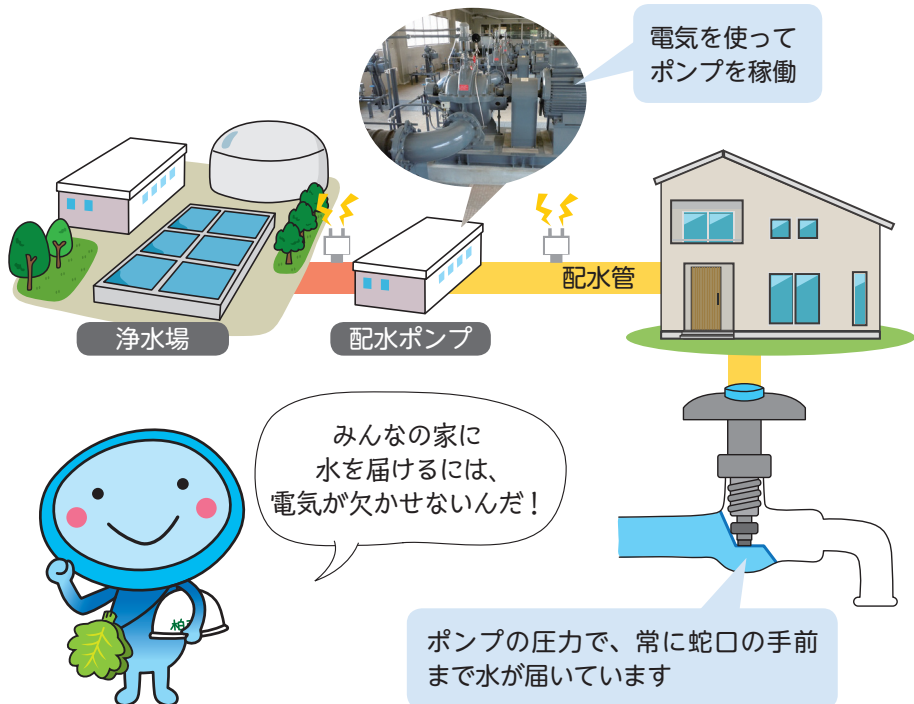 電気を使って
ポンプを稼働
配水管
浄水場
配水ポンプ
みんなの家に
水を届けるには、
電気が欠かせないんだ！
柏
ポンプの圧力で、常に蛇口の手前
まで水が届いています